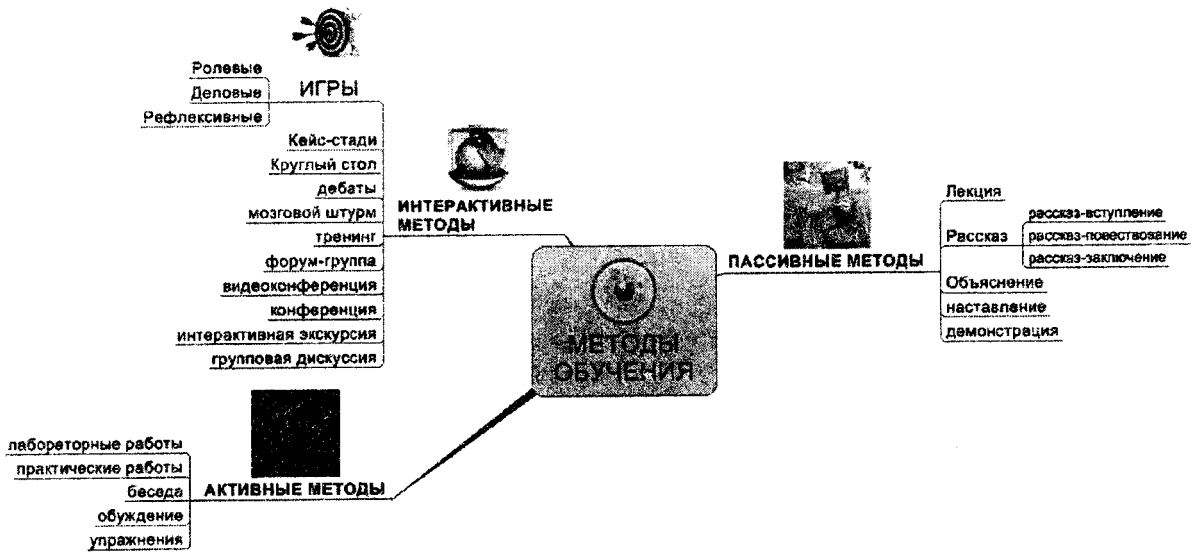 Ролевые
Деловые
Рефлексивные
ИГРЫ
Кейс-стади
Круглый стол
дебаты
мозговой штурм
тренинг
форум-группа
видеоконференция
конференция
интерактивная экскурсия
групповая дискуссия
ИНТЕРАКТИВНЫЕ
МЕТОДЫ
МЕТОДЫ
ОБУЧЕНИЯ
ПАССИВНЫЕ МЕТОДЫ
Лекция
Рассказ
рассказ-вступление
рассказ-повествование
рассказ-заключение
Объяснение
наставление
демонстрация
лабораторные работы
практические работы
беседа
обуждение
упражнения
АКТИВНЫЕ МЕТОДЫ